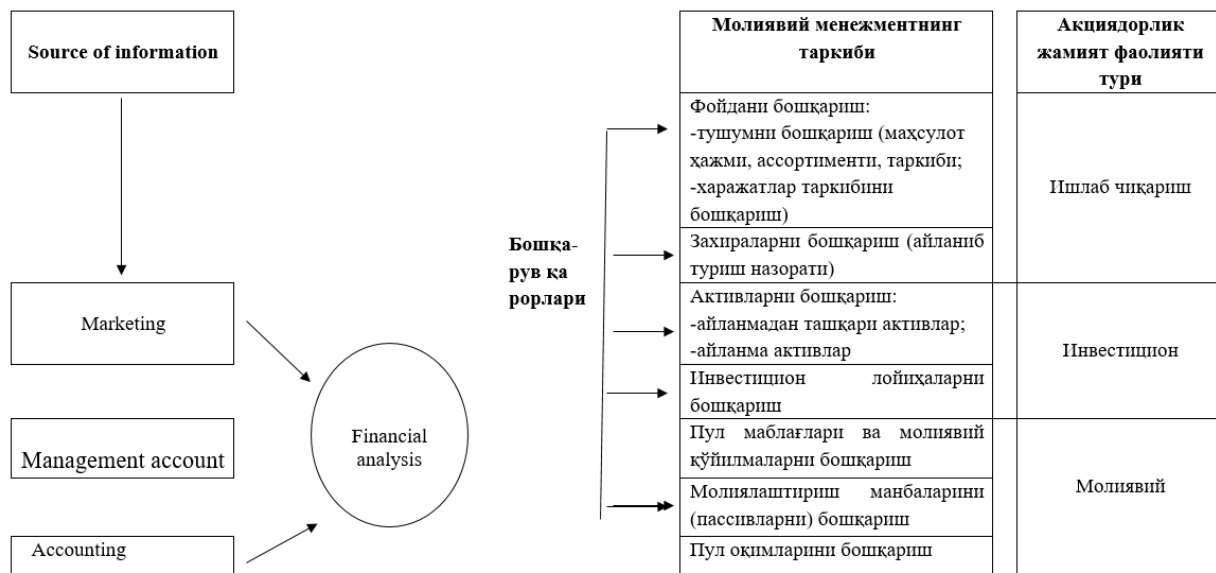 Source of information
Marketing
Management account
Accounting
Financial
analysis
Бошқа-
рув қа
рорлари
Молиявий менежментнинг
таркиби
Фойдани бошқариш:
-тушумни бошқариш (маҳсулот
ҳажми, ассортименти, таркиби;
-харажатлар таркибини
бошқариш)
Захираларни бошқариш (айланиб
туриш назорати)
Активларни бошқариш:
-айланмадан ташқари активлар;
-айланма активлар
Инвестицион лойиҳаларни
бошқариш
Пул маблағлари ва молиявий
қўйилмаларни бошқариш
Молиялаштириш манбаларини
(пассивларни) бошқариш
Пул оқимларини бошқариш
Акциядорлик
жамият фаолияти
тури
Ишлаб чиқариш
Инвестицион
Молиявий